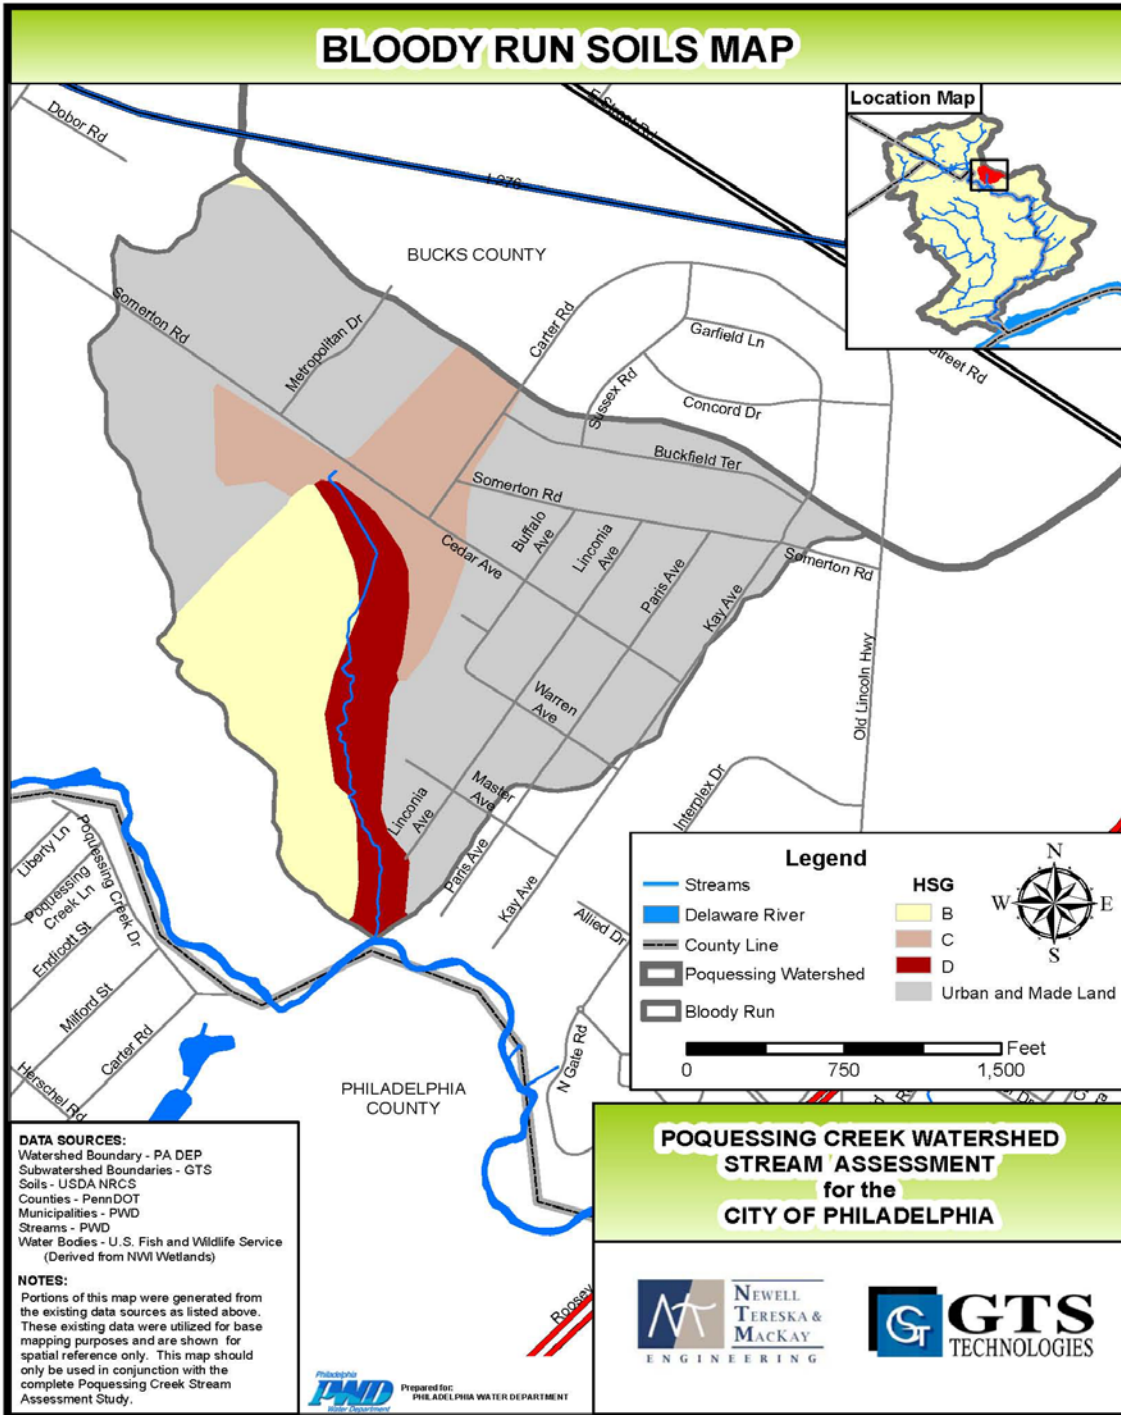 BLOODY RUN SOILS MAP
Location Map
Dobor Rd
E Street Rd
I-276
BUCKS COUNTY
Somerton Rd
Metropolitan Dr
Carter Rd
Garfield Ln
Sussex Rd
Concord Dr
Street Rd
Buckfield Ter
Somerton Rd
Buffalo
Ave
Linconia
Ave
Cedar Ave
Paris Ave
Kay Ave
Somerton Rd
Old Lincoln Hwy
Warren
Ave
Master
Ave
Linconia
Ave
Paris Ave
Kay Ave
Interplex Dr
Allied Dr
N Gate Rd
Liberty Ln
Poquessing
Creek Ln
Poquessing Creek Dr
Endicott St
Milford St
Carter Rd
Herschel Rd
PHILADELPHIA
COUNTY
Roosev
Legend
Streams
Delaware River
County Line
Poquessing Watershed
Bloody Run
HSG
B
C
D
Urban and Made Land
N
W
E
S
Feet
0
750
1,500
DATA SOURCES:
Watershed Boundary - PA DEP
Subwatershed Boundaries - GTS
Soils - USDA NRCS
Counties - PennDOT
Municipalities - PWD
Streams - PWD
Water Bodies - U.S. Fish and Wildlife Service
(Derived from NWI Wetlands)
NOTES:
Portions of this map were generated from
the existing data sources as listed above.
These existing data were utilized for base
mapping purposes and are shown for
spatial reference only. This map should
only be used in conjunction with the
complete Poquessing Creek Stream
Assessment Study.
Philadelphia
PWD
Water Department
Prepared for:
PHILADELPHIA WATER DEPARTMENT
POQUESSING CREEK WATERSHED
STREAM ASSESSMENT
for the
CITY OF PHILADELPHIA
NEWELL
TERESKA &
MACKAY
ENGINEERING
GTS
TECHNOLOGIES